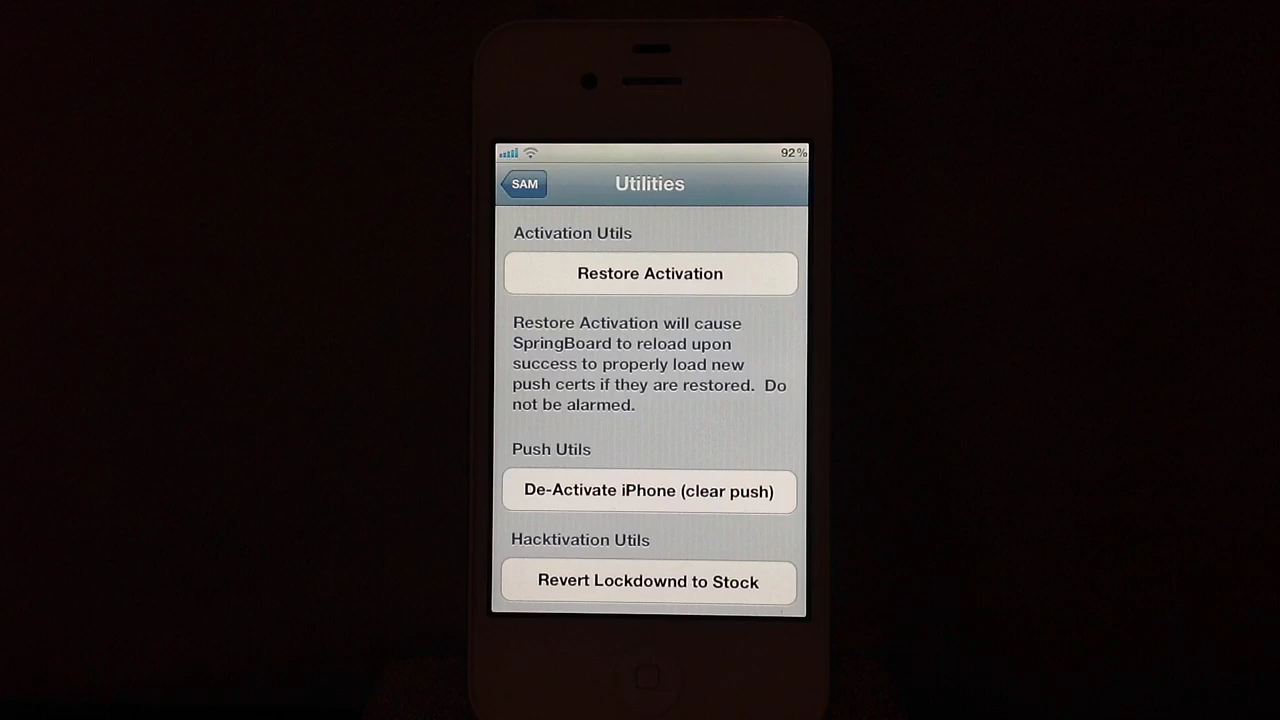 92%
SAM
Utilities
Activation Utils
Restore Activation
Restore Activation will cause
SpringBoard to reload upon
success to properly load new
push certs if they are restored.  Do
not be alarmed.
Push Utils
De-Activate iPhone (clear push)
Hacktivation Utils
Revert Lockdownd to Stock